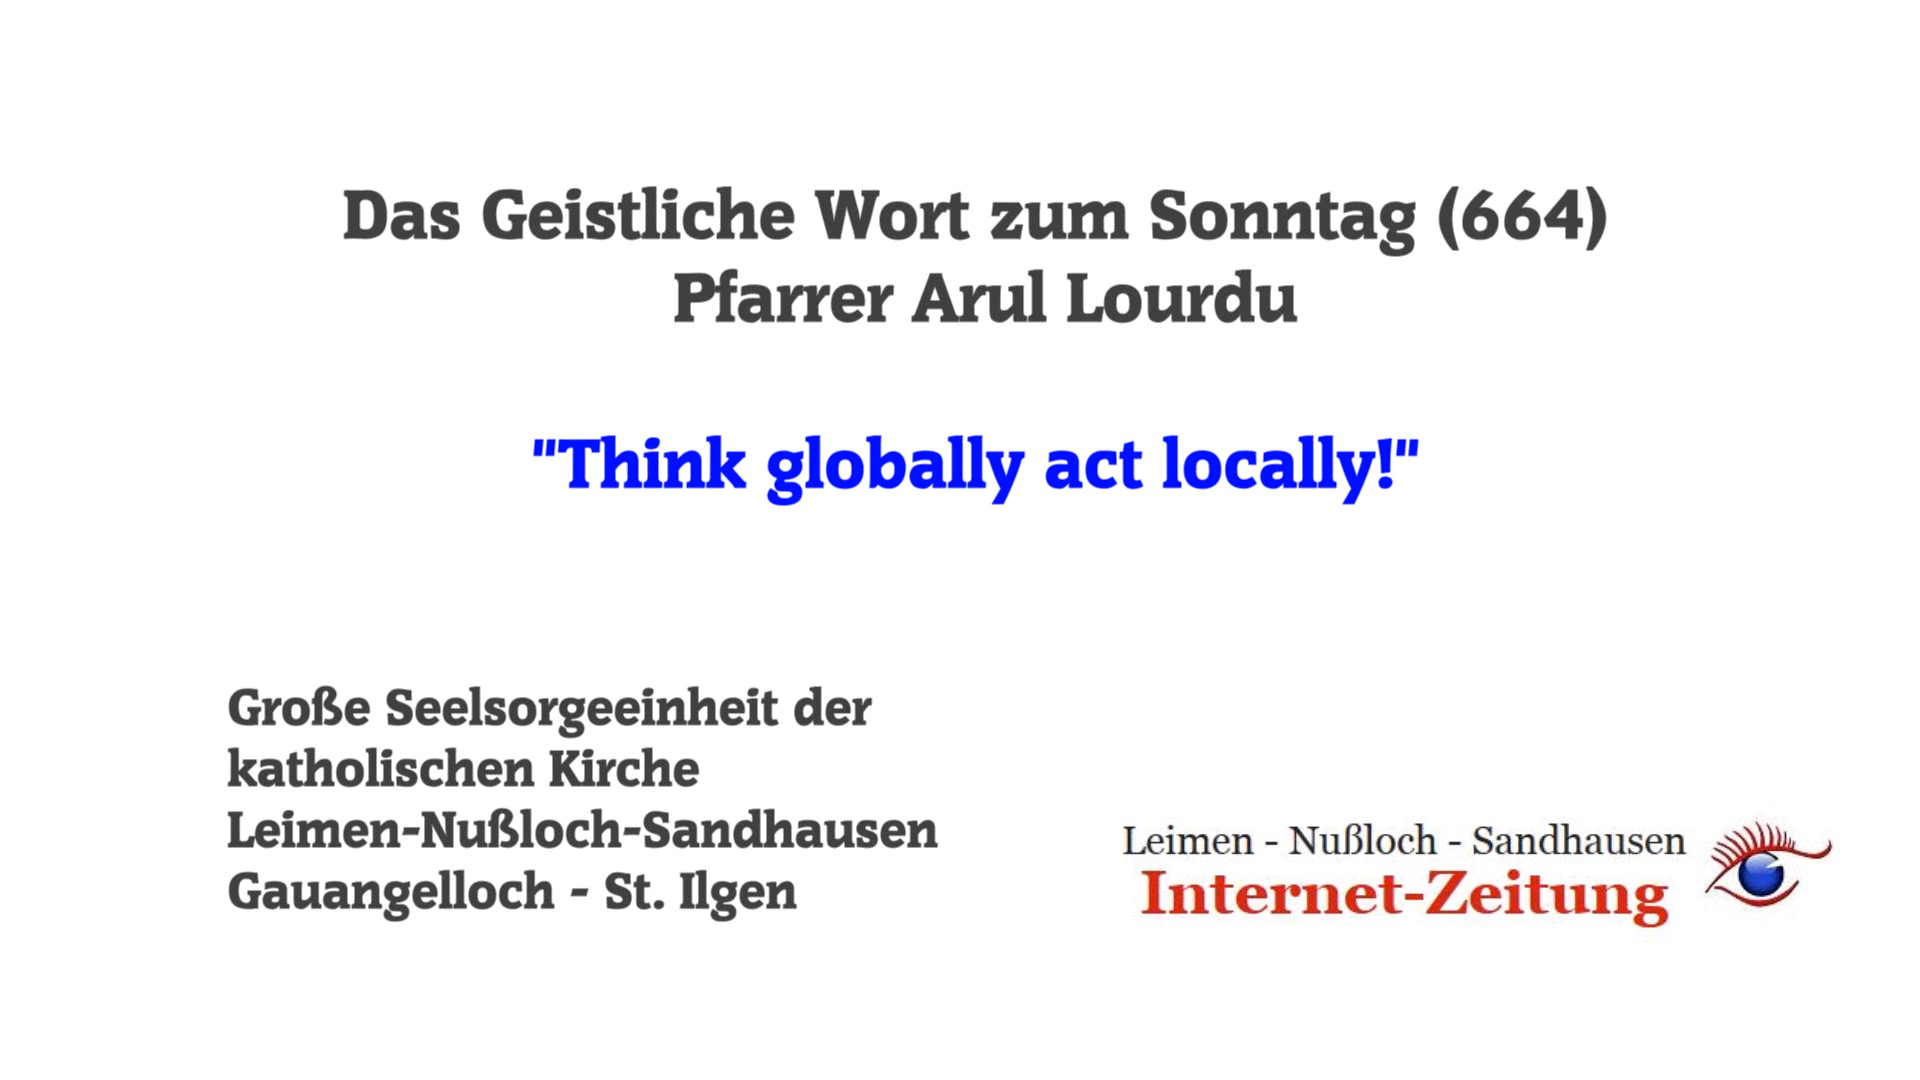 Das Geistliche Wort zum Sonntag (664)
Pfarrer Arul Lourdu
"Think globally act locally!"
Große Seelsorgeeinheit der
katholischen Kirche
Leimen-Nußloch-Sandhausen
Gauangelloch - St. Ilgen
Leimen - Nußloch - Sandhausen
Internet-Zeitung